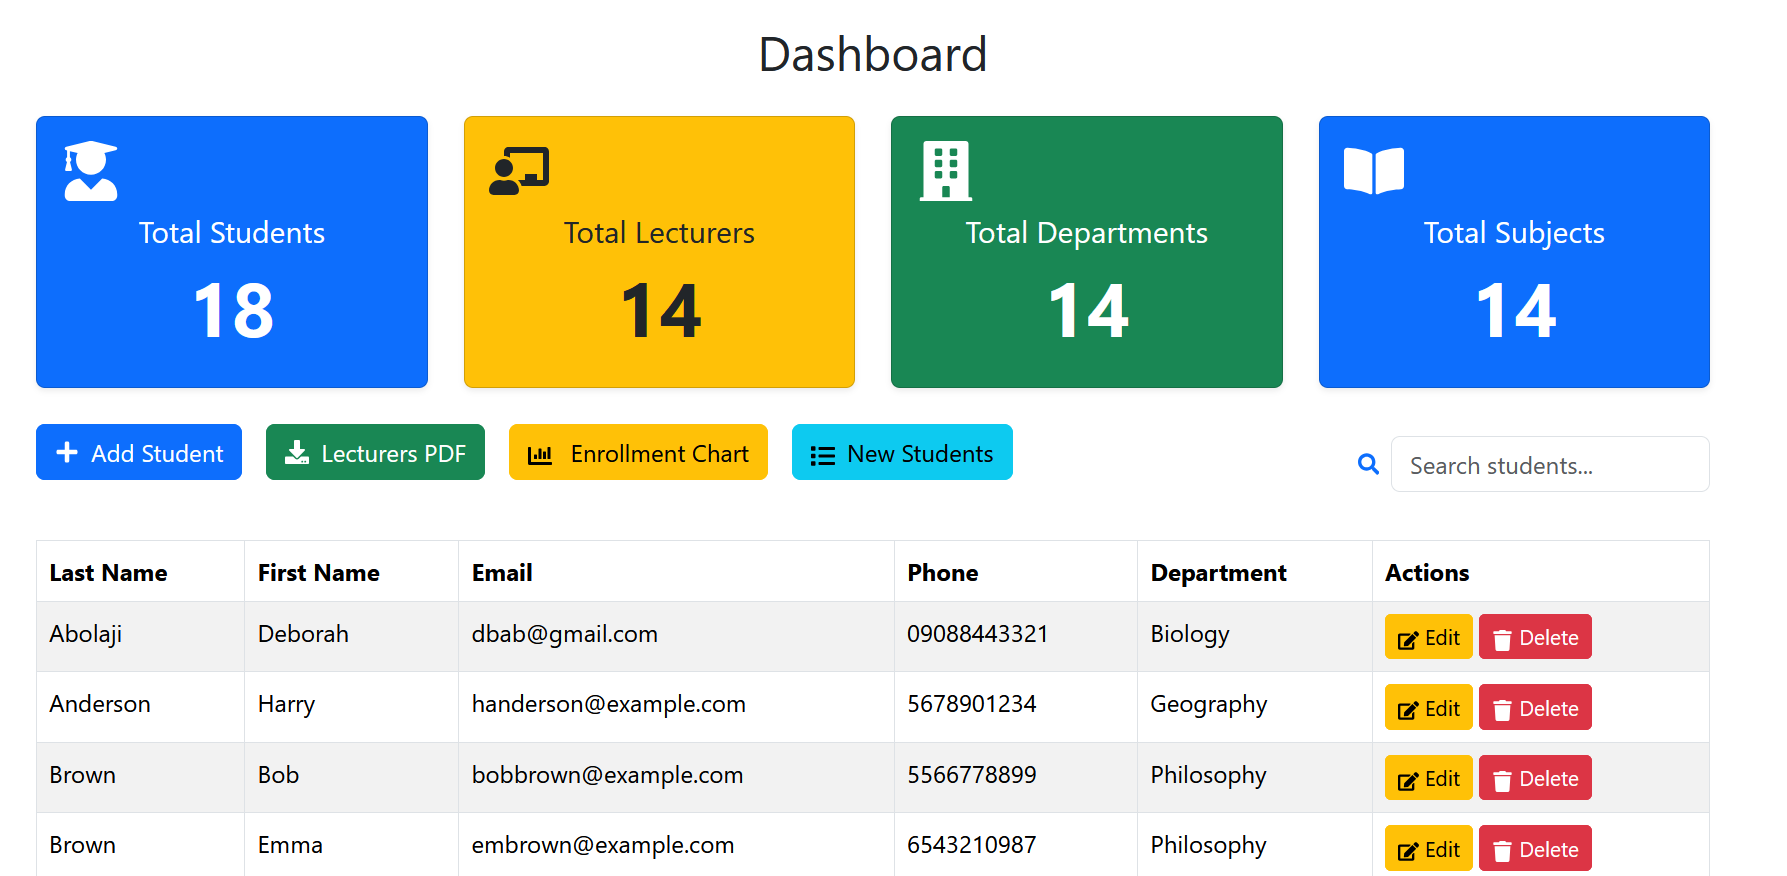 Dashboard
Total Students
18
Total Lecturers
14
Total Departments
14
Total Subjects
14
Add Student
Lecturers PDF
Enrollment Chart
New Students
Search students...
Last Name First Name Email Phone Department Actions
Abolaji Deborah dbab@gmail.com 09088443321 Biology Edit Delete
Anderson Harry handerson@example.com 5678901234 Geography Edit Delete
Brown Bob bobbrown@example.com 5566778899 Philosophy Edit Delete
Brown Emma embrown@example.com 6543210987 Philosophy Edit Delete